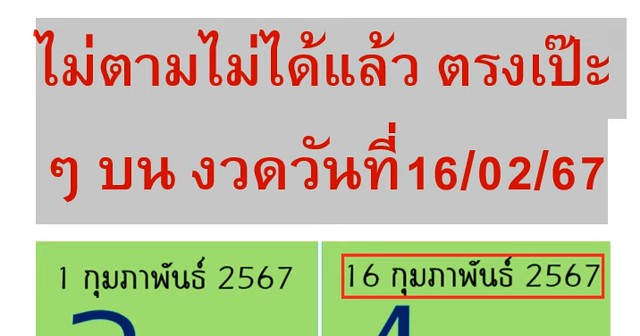 ไม่ตามไม่ได้แล้ว ตรงเป๊ะ
ๆ บน งวดวันที่16/02/67
1 กุมภาพันธ์ 2567
16 กุมภาพันธ์ 2567